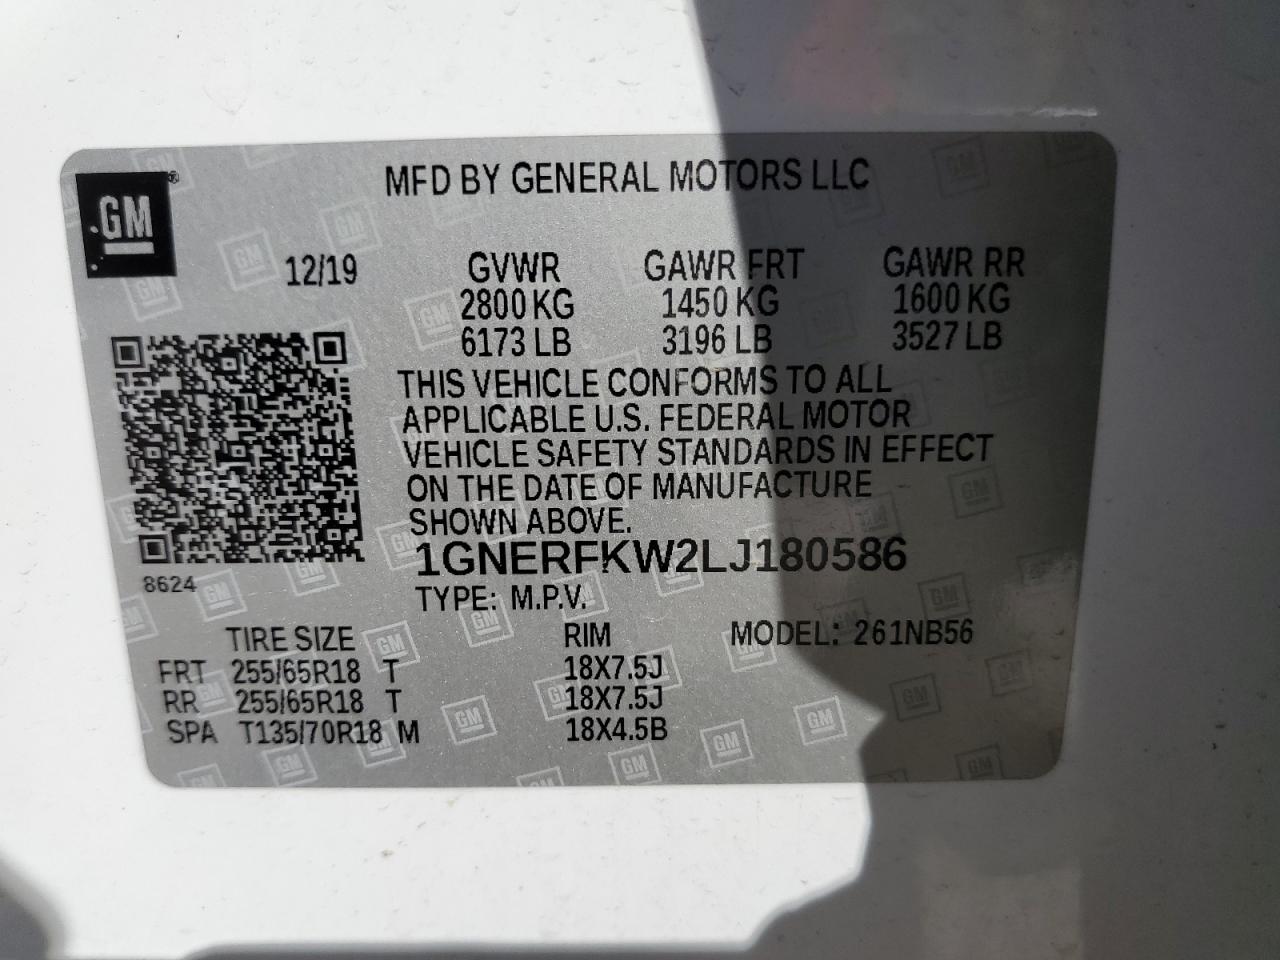 MFD BY GENERAL MOTORS LLC
GM ®
12/19 GVWR GAWR FRT GAWR RR
2800 KG 1450 KG 1600 KG
6173 LB 3196 LB 3527 LB
THIS VEHICLE CONFORMS TO ALL
APPLICABLE U.S. FEDERAL MOTOR
VEHICLE SAFETY STANDARDS IN EFFECT
ON THE DATE OF MANUFACTURE
SHOWN ABOVE.
1GNERFKW2LJ180586
8624
TYPE: M.P.V.
TIRE SIZE RIM MODEL: 261NB56
FRT 255/65R18 T 18X7.5J
RR 255/65R18 T 18X7.5J
SPA T135/70R18 M 18X4.5B